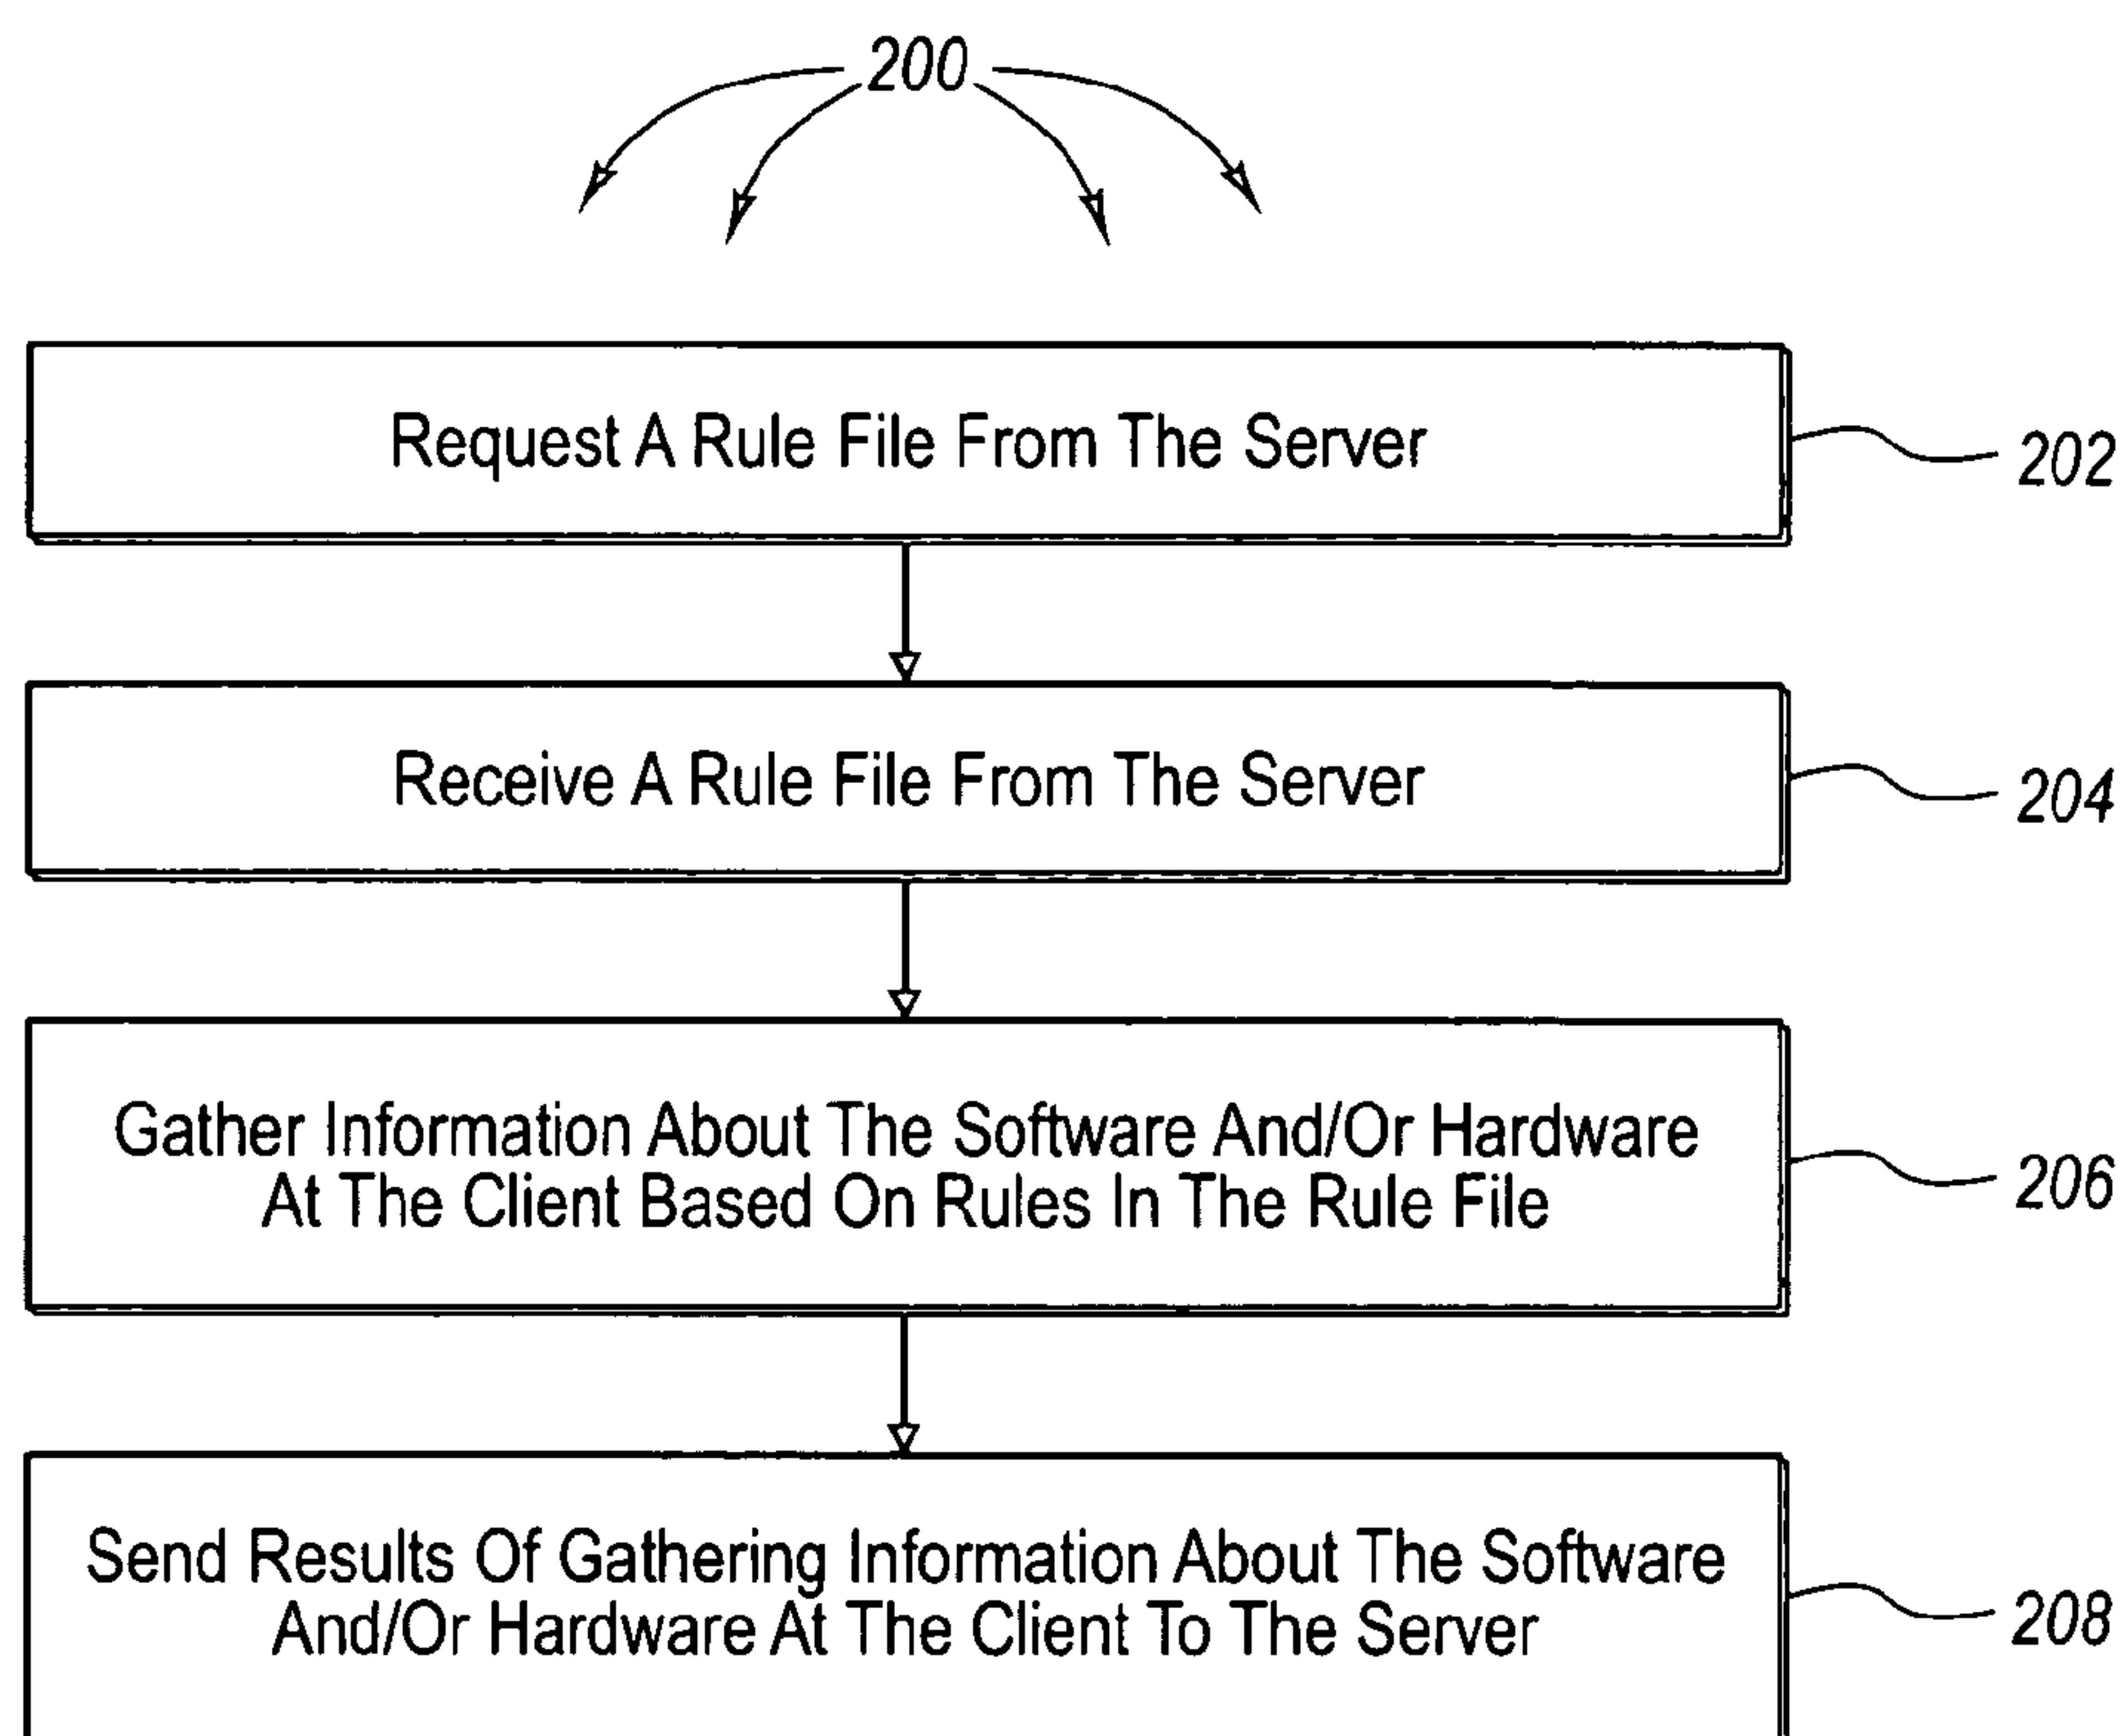 200
Request A Rule File From The Server
202
Receive A Rule File From The Server
204
Gather Information About The Software And/Or Hardware
At The Client Based On Rules In The Rule File
206
Send Results Of Gathering Information About The Software
And/Or Hardware At The Client To The Server
208